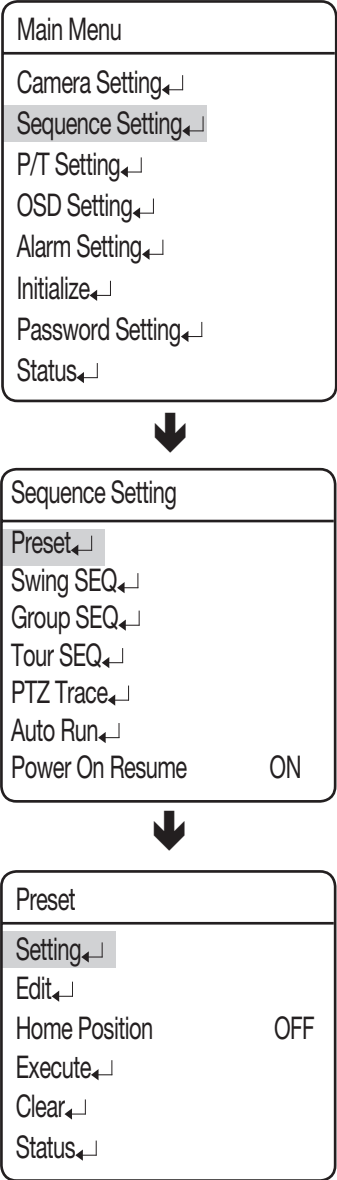 Main Menu
Camera Setting↵
Sequence Setting↵
P/T Setting↵
OSD Setting↵
Alarm Setting↵
Initialize↵
Password Setting↵
Status↵
Sequence Setting
Preset↵
Swing SEQ↵
Group SEQ↵
Tour SEQ↵
PTZ Trace↵
Auto Run↵
Power On Resume ON
Preset
Setting↵
Edit↵
Home Position OFF
Execute↵
Clear↵
Status↵